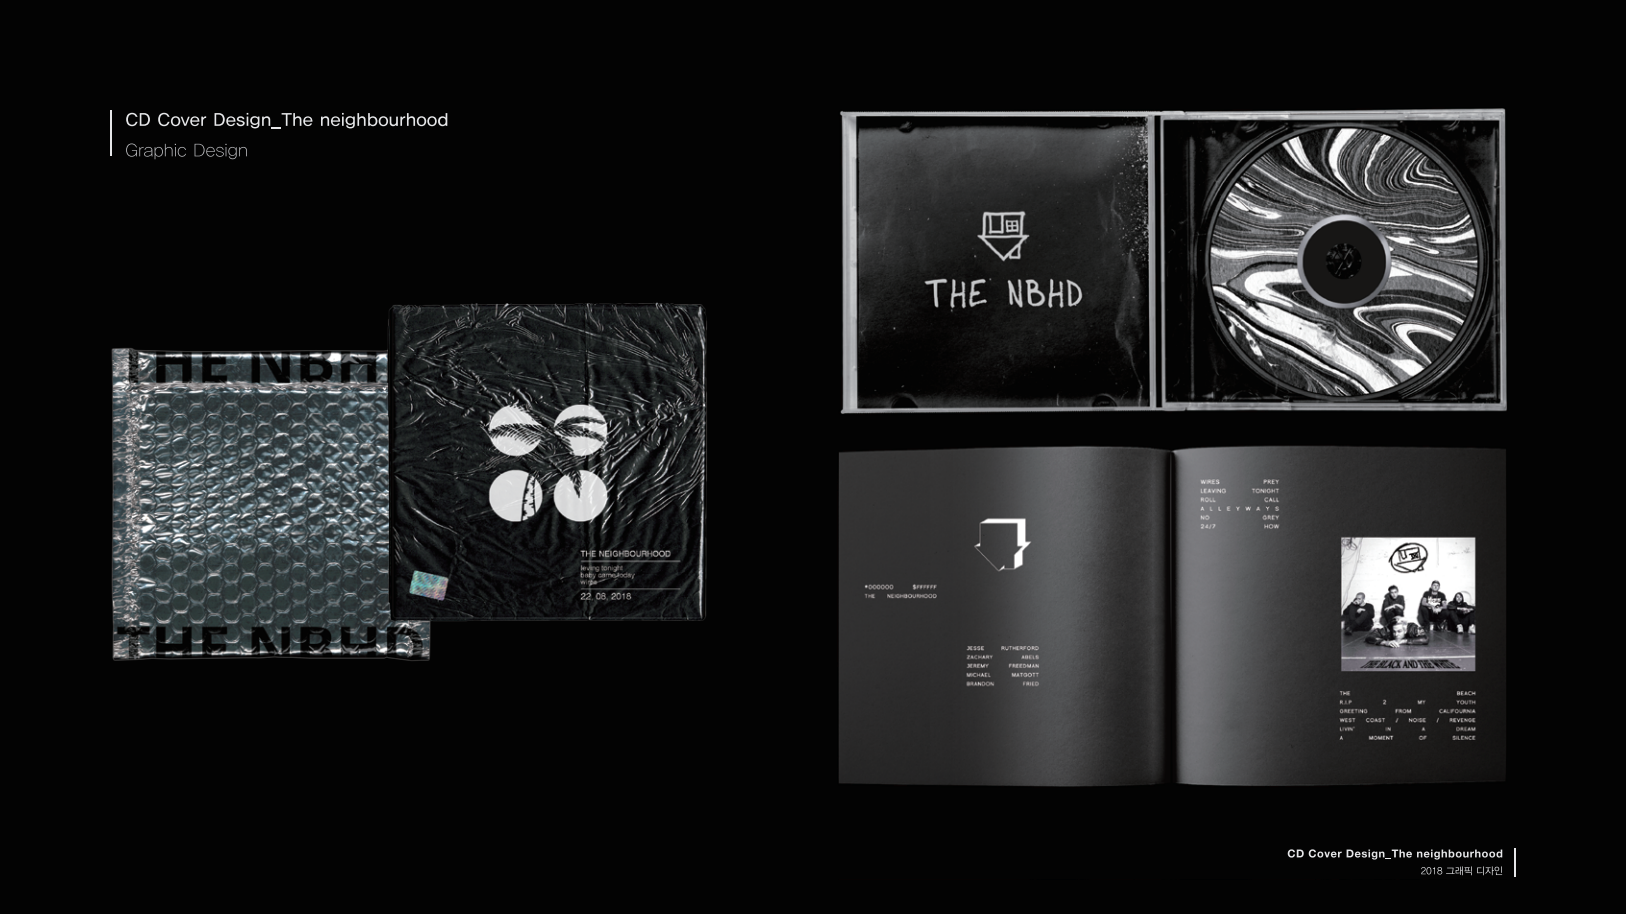 CD Cover Design_The neighbourhood
Graphic Design
THE NBHD
THE NBHD
THE NEIGHBOURHOOD
leving tonight
baby came today
wires
22. 08. 2018
THE NBHD
WIRES PREY
LEAVING TONIGHT
ROLL CALL
A L L E Y W A Y S
NO GREY
24/7 HOW
#000000 $FFFFFF
THE NEIGHBOURHOOD
JESSE RUTHERFORD
ZACHARY ABELS
JEREMY FREEDMAN
MICHAEL MATGOTT
BRANDON FRIED
THE BLACK AND THE WHITE
THE BEACH
R.I.P 2 MY YOUTH
GREETING FROM CALIFOURNIA
WEST COAST / NOISE / REVENGE
LIVIN' IN A DREAM
A MOMENT OF SILENCE
CD Cover Design_The neighbourhood
2018 그래픽 디자인